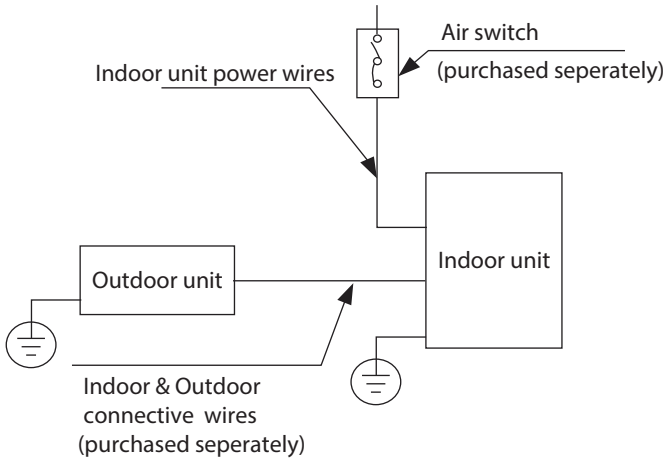 Air switch
(purchased seperately)
Indoor unit power wires
Outdoor unit
Indoor unit
Indoor & Outdoor
connective wires
(purchased seperately)